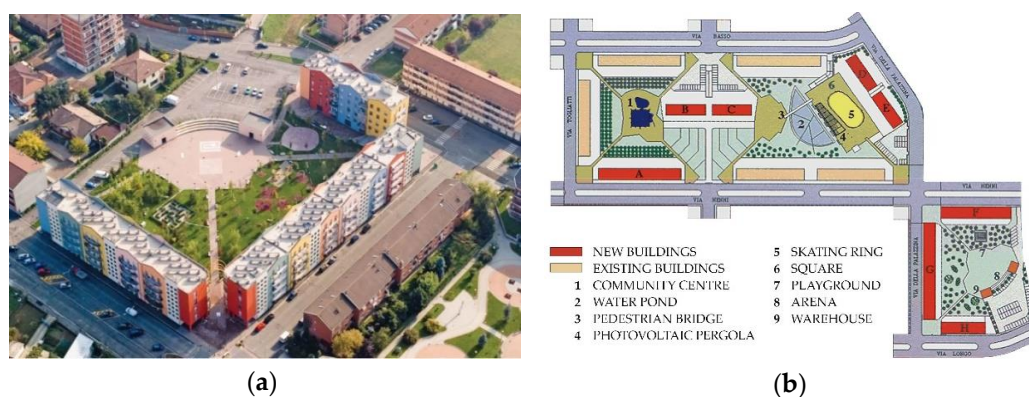 VIA BASSO
VIA DELLA PALAZZINA
VIA TOGLIATTI
1
B
C
3
2
6
D
5
E
4
A
VIA NENNI
VIA NENNI
VIA DELLA PALAZZINA
F
7
G
8
9
H
VIA LONGO
NEW BUILDINGS
EXISTING BUILDINGS
1 COMMUNITY CENTRE
2 WATER POND
3 PEDESTRIAN BRIDGE
4 PHOTOVOLTAIC PERGOLA
5 SKATING RING
6 SQUARE
7 PLAYGROUND
8 ARENA
9 WAREHOUSE
(a)
(b)